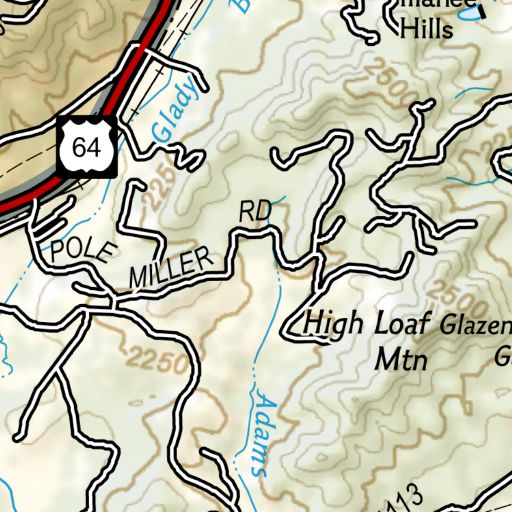 Hills
2500
Glady
64
2250
RD
POLE
MILLER
2500
High Loaf
Glazen
Mtn
2250
Adams
113